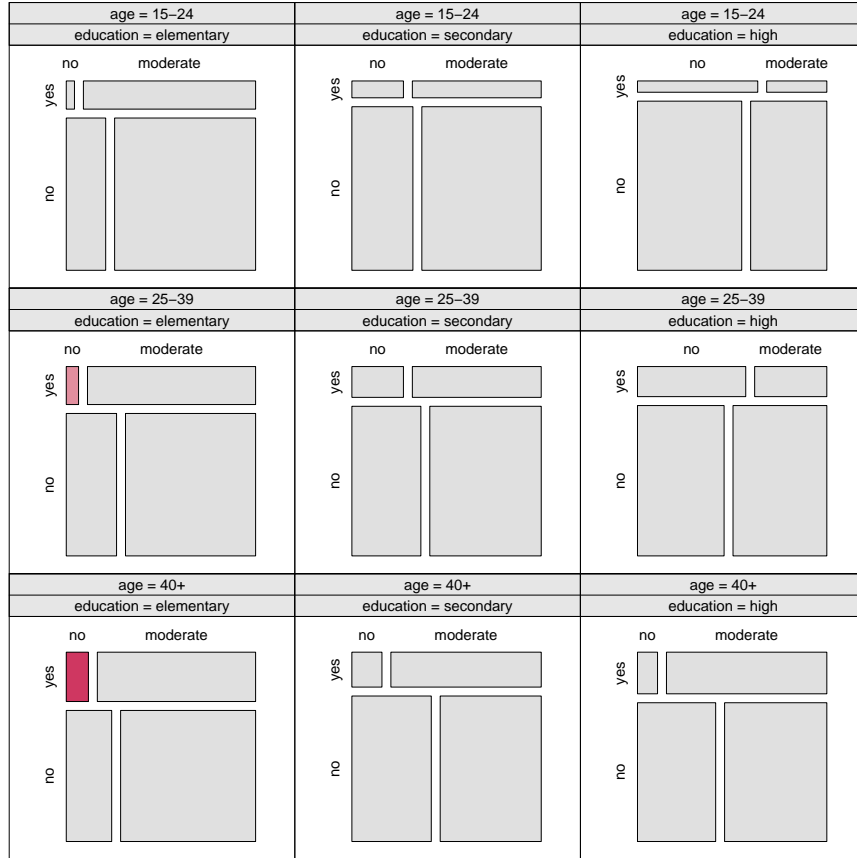 age = 15−24 age = 15−24 age = 15−24
education = elementary education = secondary education = high
no moderate no moderate no moderate
yes yes yes
no no no
age = 25−39 age = 25−39 age = 25−39
education = elementary education = secondary education = high
no moderate no moderate no moderate
yes yes yes
no no no
age = 40+ age = 40+ age = 40+
education = elementary education = secondary education = high
no moderate no moderate no moderate
yes yes yes
no no no